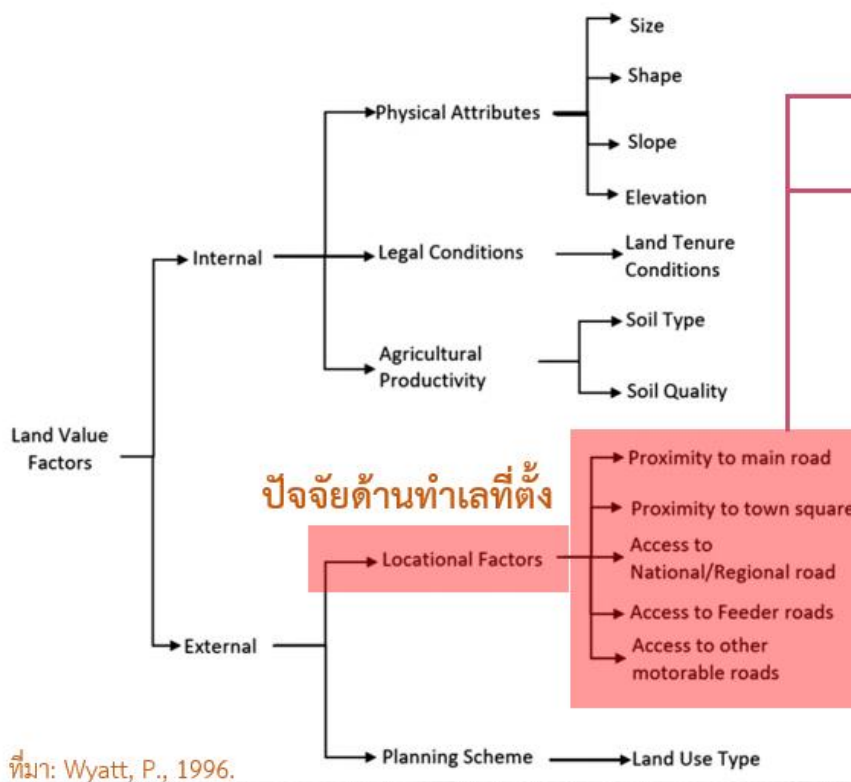 Size
Shape
Physical Attributes
Slope
Elevation
Internal
Legal Conditions
Land Tenure
Conditions
Soil Type
Agricultural
Productivity
Soil Quality
Land Value
Factors
ปัจจัยด้านทำเลที่ตั้ง
Proximity to main road
Proximity to town square
Locational Factors
Access to
National/Regional road
Access to Feeder roads
External
Access to other
motorable roads
Planning Scheme
Land Use Type
ที่มา: Wyatt, P., 1996.